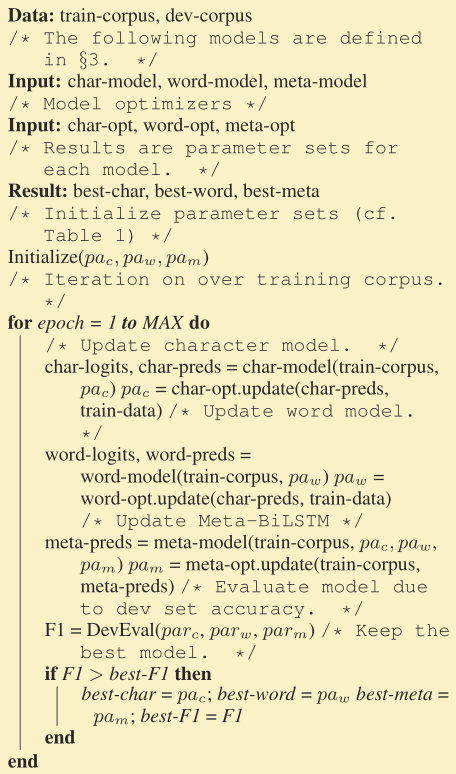 Data: train-corpus, dev-corpus
/* The following models are defined
in §3. */
Input: char-model, word-model, meta-model
/* Model optimizers */
Input: char-opt, word-opt, meta-opt
/* Results are parameter sets for
each model. */
Result: best-char, best-word, best-meta
/* Initialize parameter sets (cf.
Table 1) */
Initialize(pa_c, pa_w, pa_m)
/* Iteration on over training corpus.
*/
for epoch = 1 to MAX do
/* Update character model. */
char-logits, char-preds = char-model(train-corpus,
pa_c) pa_c = char-opt.update(char-preds,
train-data) /* Update word model.
*/
word-logits, word-preds =
word-model(train-corpus, pa_w) pa_w =
word-opt.update(char-preds, train-data)
/* Update Meta-BiLSTM */
meta-preds = meta-model(train-corpus, pa_c, pa_w,
pa_m) pa_m = meta-opt.update(train-corpus,
meta-preds) /* Evaluate model due
to dev set accuracy. */
F1 = DevEval(par_c, par_w, par_m) /* Keep the
best model. */
if F1 > best-F1 then
best-char = pa_c; best-word = pa_w best-meta =
pa_m; best-F1 = F1
end
end